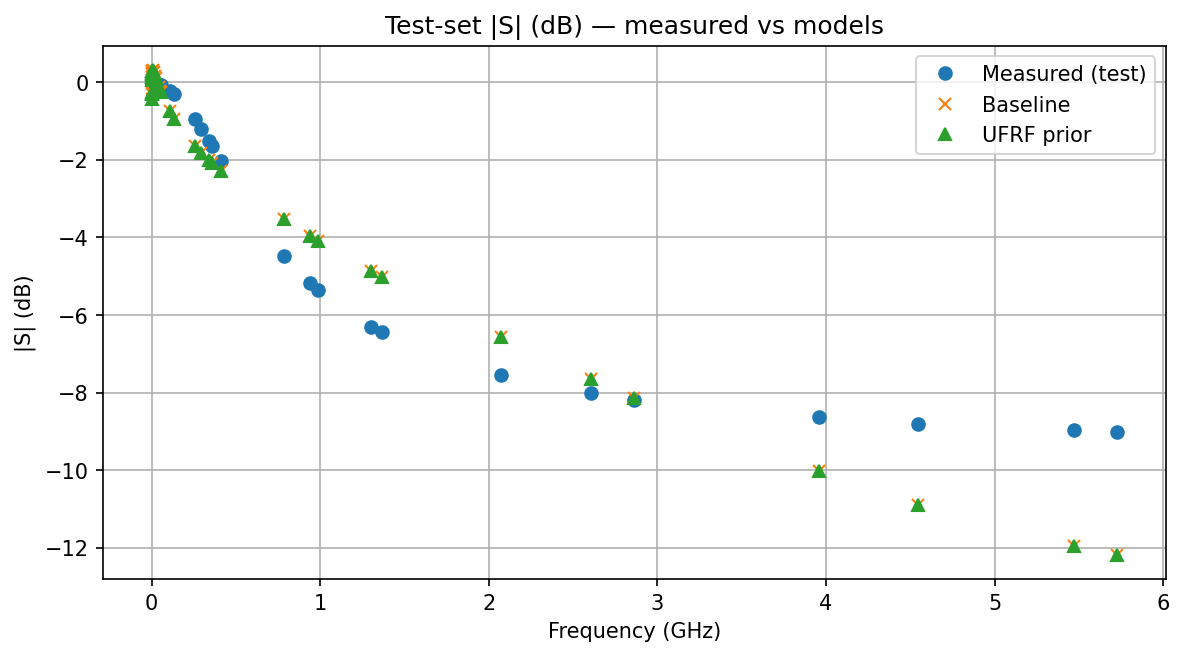 Test-set |S| (dB) — measured vs models
Measured (test)
Baseline
UFRF prior
0
−2
−4
−6
−8
−10
−12
|S| (dB)
0 1 2 3 4 5 6
Frequency (GHz)